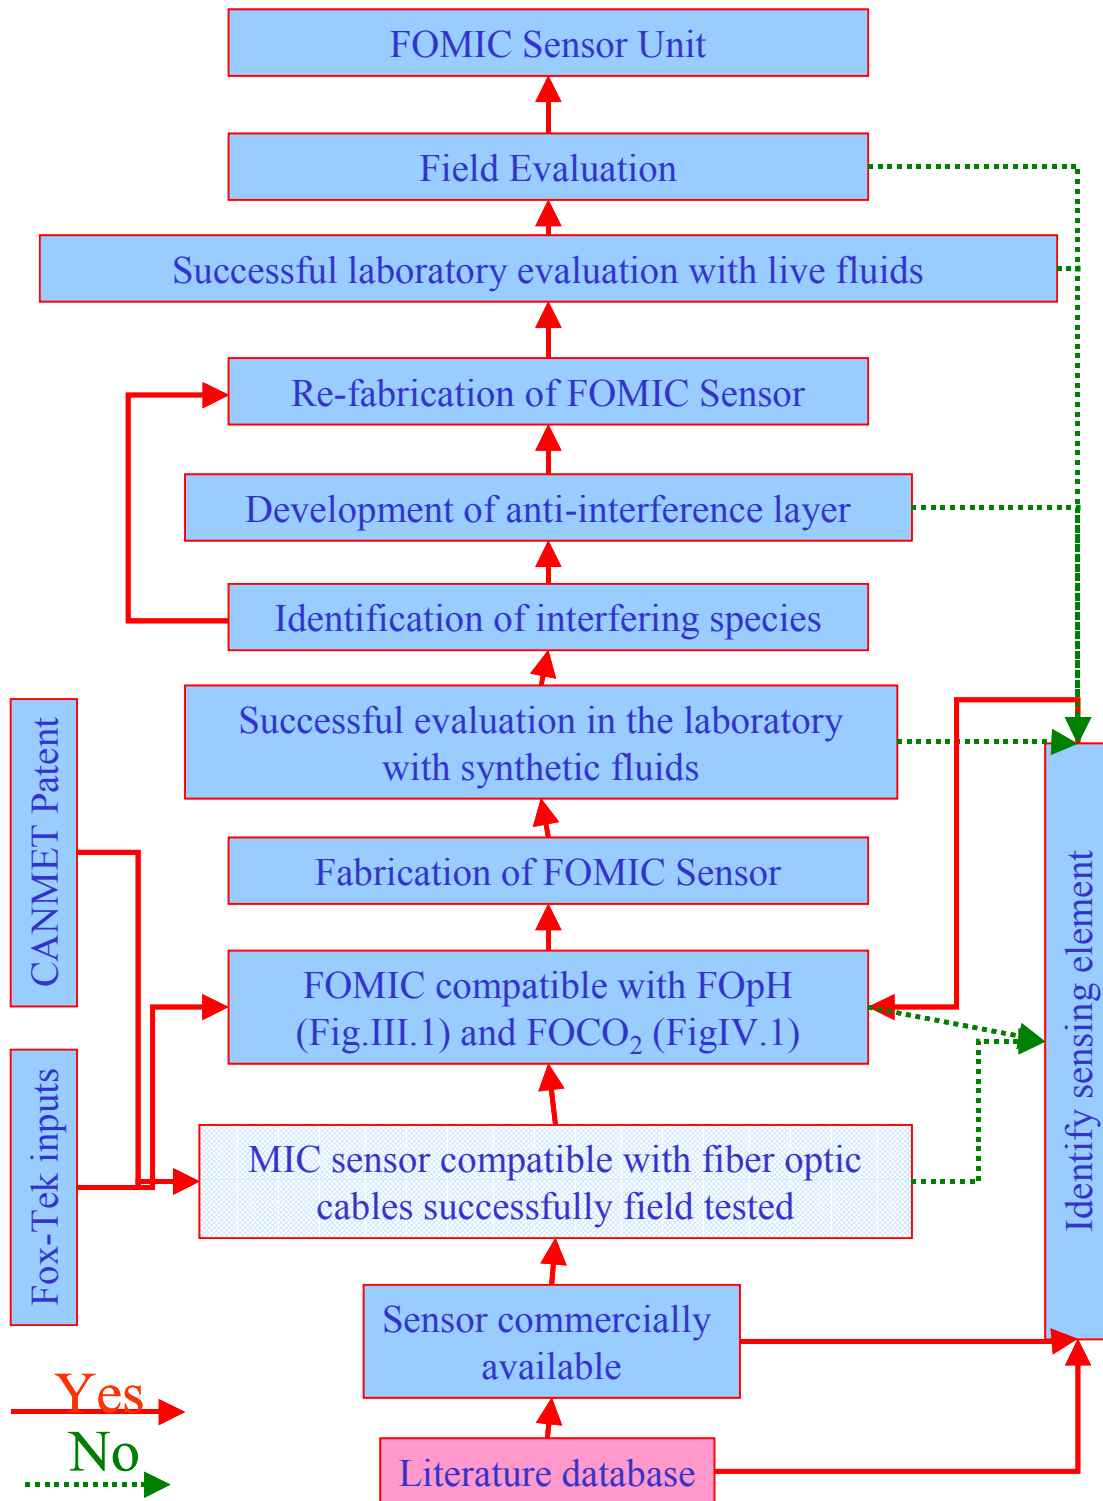 FOMIC Sensor Unit
Field Evaluation
Successful laboratory evaluation with live fluids
Re-fabrication of FOMIC Sensor
Development of anti-interference layer
Identification of interfering species
Successful evaluation in the laboratory
with synthetic fluids
CANMET Patent
Fabrication of FOMIC Sensor
Identify sensing element
FOMIC compatible with FOpH
(Fig.III.1) and FOCO₂ (FigIV.1)
Fox-Tek inputs
MIC sensor compatible with fiber optic
cables successfully field tested
Sensor commercially
available
Yes
No
Literature database